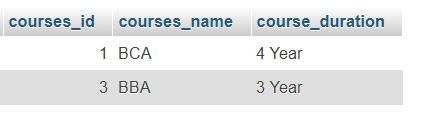 courses_id courses_name course_duration
1 BCA 4 Year
3 BBA 3 Year